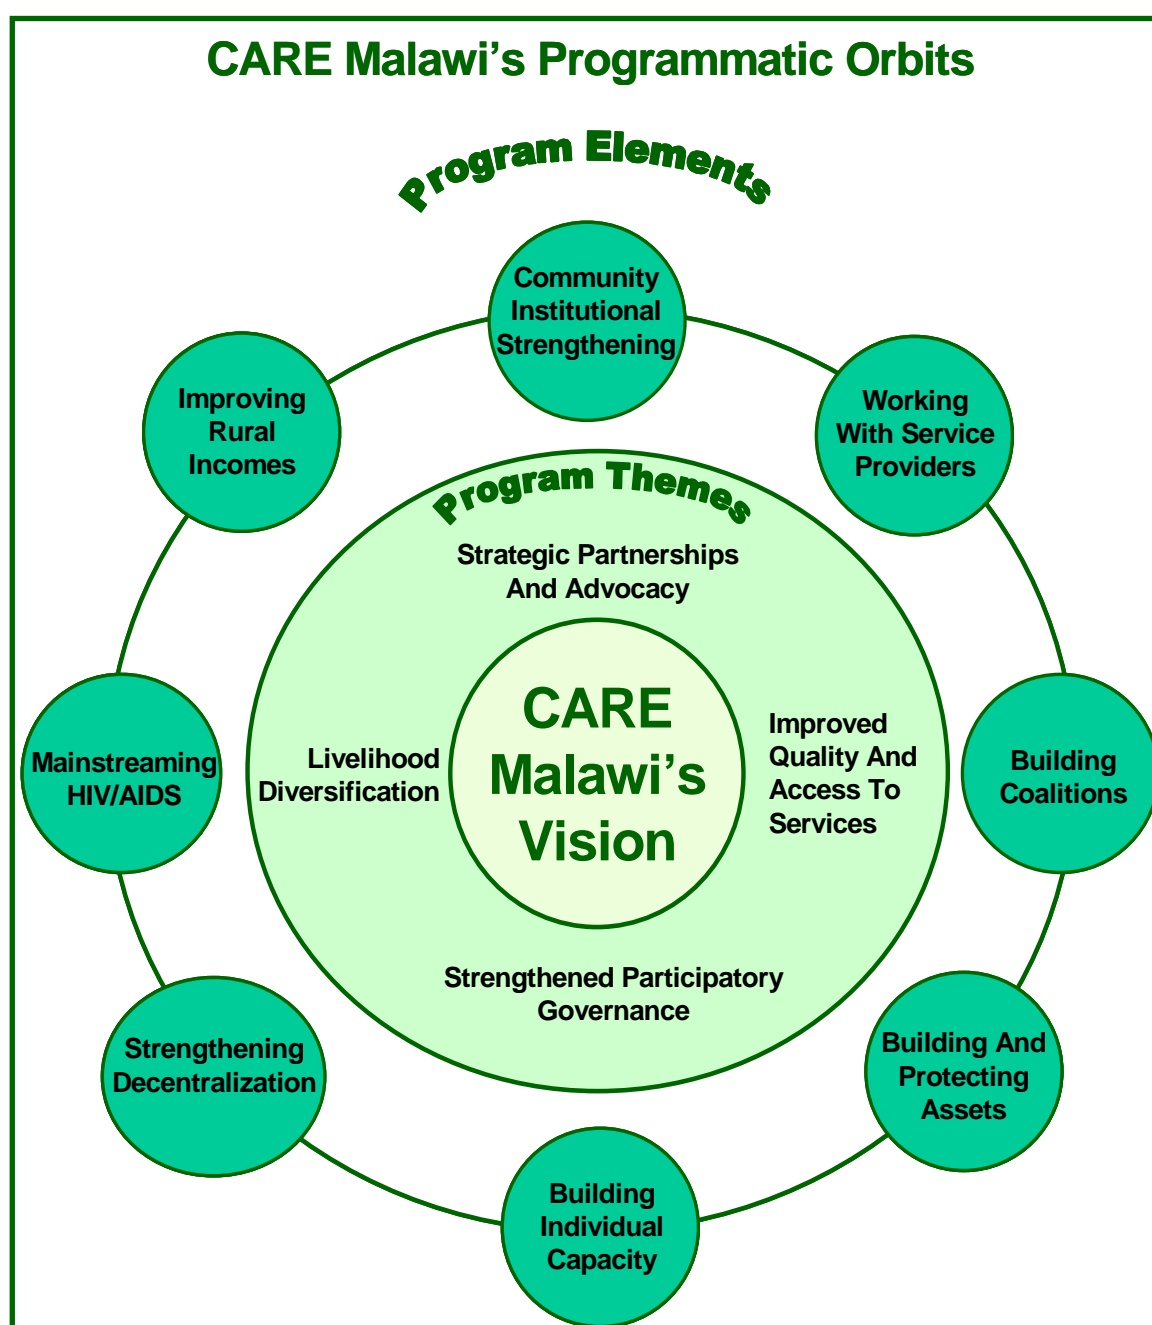 CARE Malawi’s Programmatic Orbits
Program Elements
Community
Institutional
Strengthening
Improving
Rural
Incomes
Working
With Service
Providers
Program Themes
Strategic Partnerships
And Advocacy
CARE
Malawi’s
Vision
Livelihood
Diversification
Improved
Quality And
Access To
Services
Mainstreaming
HIV/AIDS
Building
Coalitions
Strengthened Participatory
Governance
Strengthening
Decentralization
Building And
Protecting
Assets
Building
Individual
Capacity